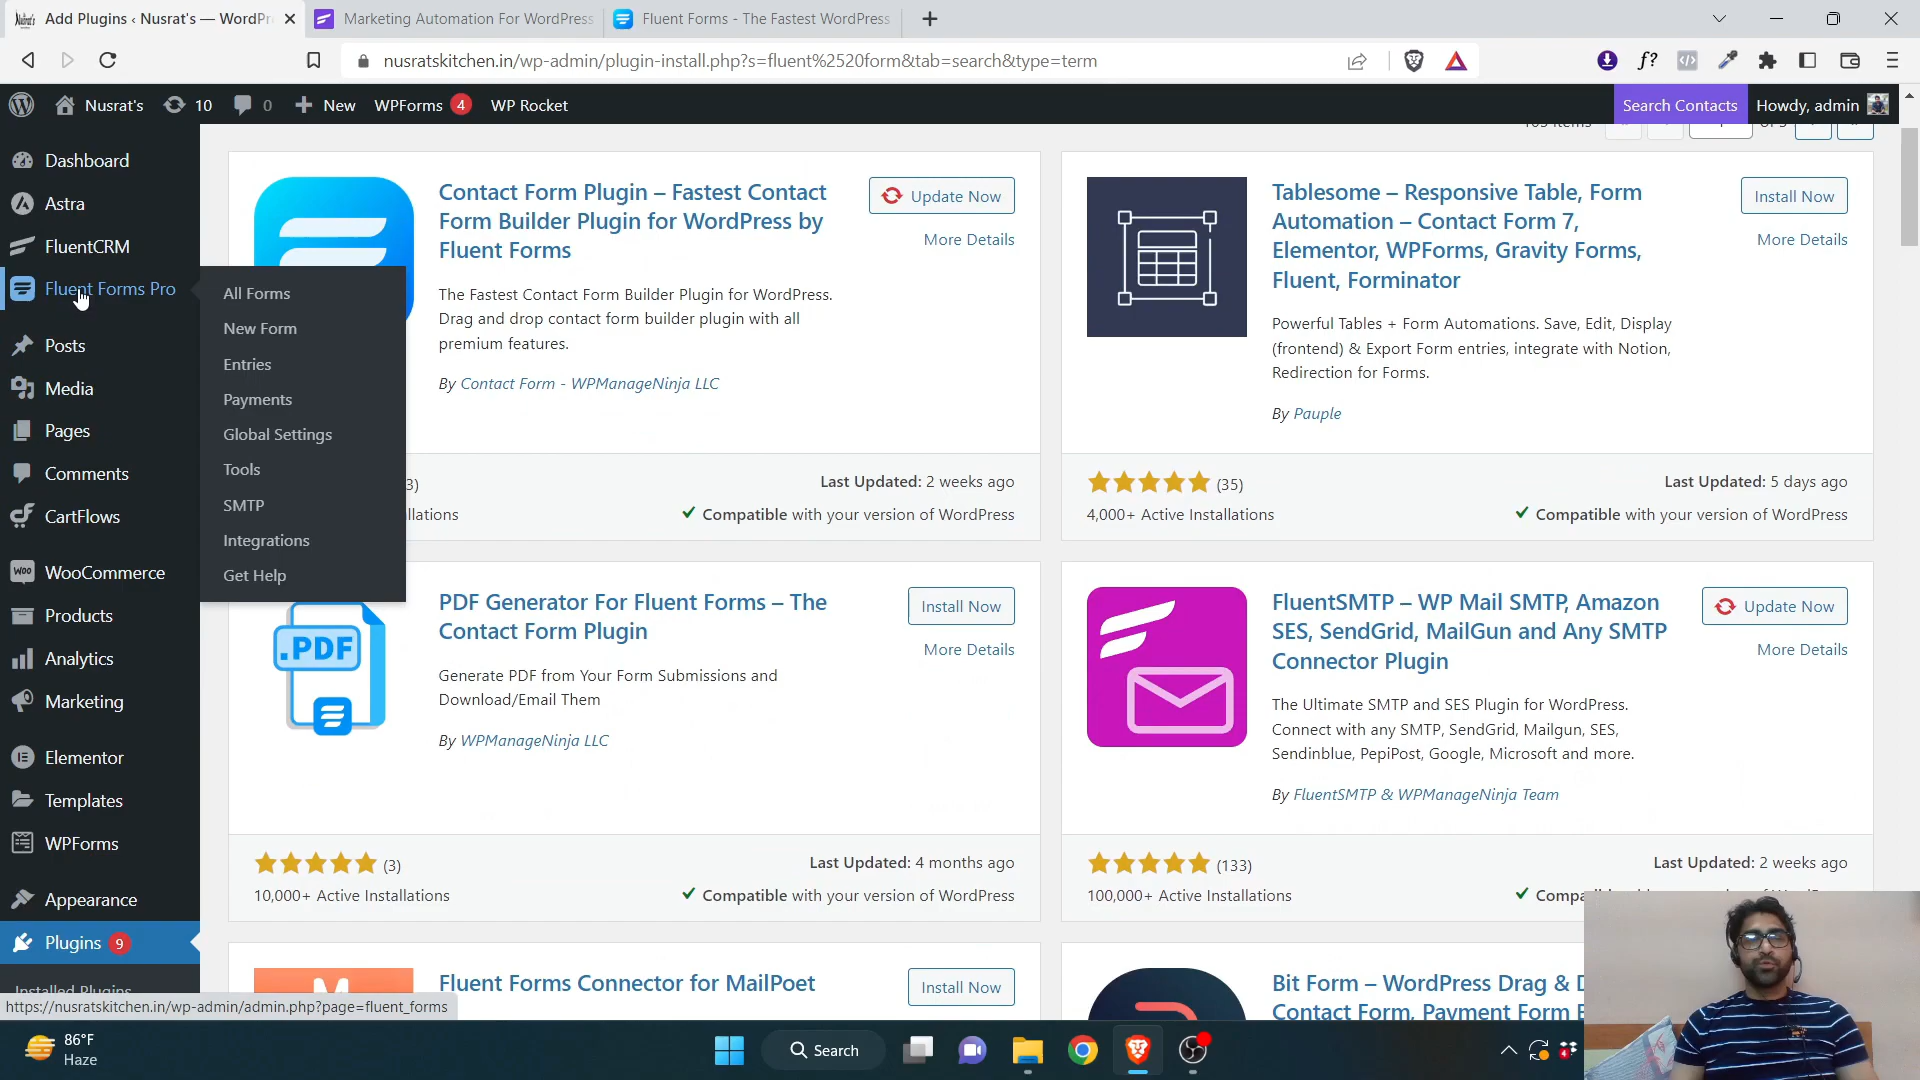 Add Plugins ‹ Nusrat's — WordPr
Marketing Automation For WordPress
Fluent Forms - The Fastest WordPress
nusratskitchen.in/wp-admin/plugin-install.php?s=fluent%2520form&tab=search&type=term
f?
Nusrat's
10
0
New
WPForms 4
WP Rocket
Search Contacts
Howdy, admin
Dashboard
Astra
FluentCRM
Fluent Forms Pro
Posts
Media
Pages
Comments
CartFlows
WooCommerce
Products
Analytics
Marketing
Elementor
Templates
WPForms
Appearance
Plugins 9
Installed Plugins
All Forms
New Form
Entries
Payments
Global Settings
Tools
SMTP
Integrations
Get Help
Contact Form Plugin – Fastest Contact
Form Builder Plugin for WordPress by
Fluent Forms
Update Now
More Details
The Fastest Contact Form Builder Plugin for WordPress.
Drag and drop contact form builder plugin with all
premium features.
By Contact Form - WPManageNinja LLC
3)
Last Updated: 2 weeks ago
llations
Compatible with your version of WordPress
Tablesome – Responsive Table, Form
Automation – Contact Form 7,
Elementor, WPForms, Gravity Forms,
Fluent, Forminator
Install Now
More Details
Powerful Tables + Form Automations. Save, Edit, Display
(frontend) & Export Form entries, integrate with Notion,
Redirection for Forms.
By Pauple
(35)
Last Updated: 5 days ago
4,000+ Active Installations
Compatible with your version of WordPress
.PDF
PDF Generator For Fluent Forms – The
Contact Form Plugin
Install Now
More Details
Generate PDF from Your Form Submissions and
Download/Email Them
By WPManageNinja LLC
(3)
Last Updated: 4 months ago
10,000+ Active Installations
Compatible with your version of WordPress
FluentSMTP – WP Mail SMTP, Amazon
SES, SendGrid, MailGun and Any SMTP
Connector Plugin
Update Now
More Details
The Ultimate SMTP and SES Plugin for WordPress.
Connect with any SMTP, SendGrid, Mailgun, SES,
Sendinblue, PepiPost, Google, Microsoft and more.
By FluentSMTP & WPManageNinja Team
(133)
Last Updated: 2 weeks ago
100,000+ Active Installations
Compa
Fluent Forms Connector for MailPoet
Install Now
Bit Form – WordPress Drag & D
Contact Form, Payment Form
https://nusratskitchen.in/wp-admin/admin.php?page=fluent_forms
86°F
Haze
Search